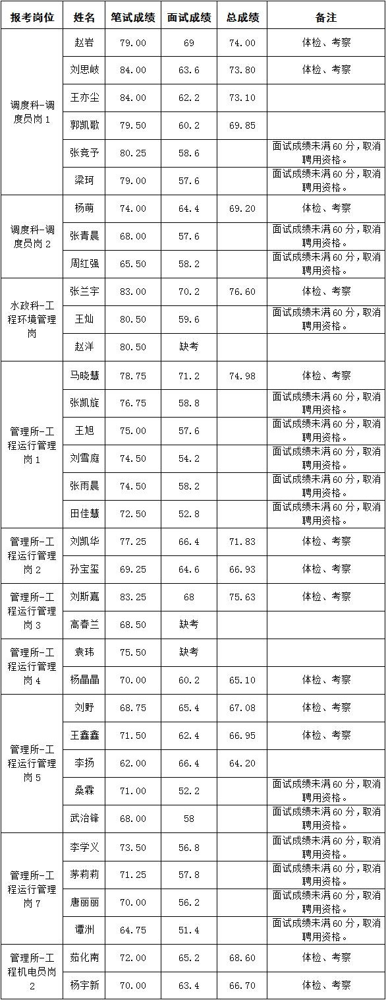 报考岗位 姓名 笔试成绩 面试成绩 总成绩 备注
调度科-调度员岗1 赵岩 79.00 69 74.00 体检、考察
刘思岐 84.00 63.6 73.80 体检、考察
王亦尘 84.00 62.2 73.10
郭凯歌 79.50 60.2 69.85
张竞予 80.25 58.6 面试成绩未满60分，取消聘用资格。
梁珂 79.00 57.6 面试成绩未满60分，取消聘用资格。
调度科-调度员岗2 杨萌 74.00 64.4 69.20 体检、考察
张青晨 68.00 57.6 面试成绩未满60分，取消聘用资格。
周红强 65.50 58.2 面试成绩未满60分，取消聘用资格。
水政科-工程环境管理岗 张兰宇 83.00 70.2 76.60 体检、考察
王灿 80.50 59.6 面试成绩未满60分，取消聘用资格。
赵洋 80.50 缺考
管理所-工程运行管理岗1 马晓慧 78.75 71.2 74.98 体检、考察
张凯旋 76.75 58.8 面试成绩未满60分，取消聘用资格。
王旭 75.00 57.6 面试成绩未满60分，取消聘用资格。
刘雪庭 74.50 54.2 面试成绩未满60分，取消聘用资格。
张雨晨 74.50 58.2 面试成绩未满60分，取消聘用资格。
田佳慧 72.50 52.8 面试成绩未满60分，取消聘用资格。
管理所-工程运行管理岗2 刘凯华 77.25 66.4 71.83 体检、考察
孙宝玺 69.25 64.6 66.93 体检、考察
管理所-工程运行管理岗3 刘斯嘉 83.25 68 75.63 体检、考察
高春兰 68.50 缺考
管理所-工程运行管理岗4 袁玮 75.50 缺考
杨晶晶 70.00 60.2 65.10 体检、考察
管理所-工程运行管理岗5 刘野 68.75 65.4 67.08 体检、考察
王鑫鑫 71.50 62.4 66.95 体检、考察
李扬 62.00 66.4 64.20
桑霖 71.00 52.2 面试成绩未满60分，取消聘用资格。
武治锋 68.00 58 面试成绩未满60分，取消聘用资格。
管理所-工程运行管理岗7 李学义 73.50 56.8 面试成绩未满60分，取消聘用资格。
茅莉莉 71.25 57.8 面试成绩未满60分，取消聘用资格。
唐丽丽 70.00 56.2 面试成绩未满60分，取消聘用资格。
谭洲 64.75 51.4 面试成绩未满60分，取消聘用资格。
管理所-工程机电员岗2 茹化南 72.00 65.2 68.60 体检、考察
杨宇新 70.00 63.4 66.70 体检、考察